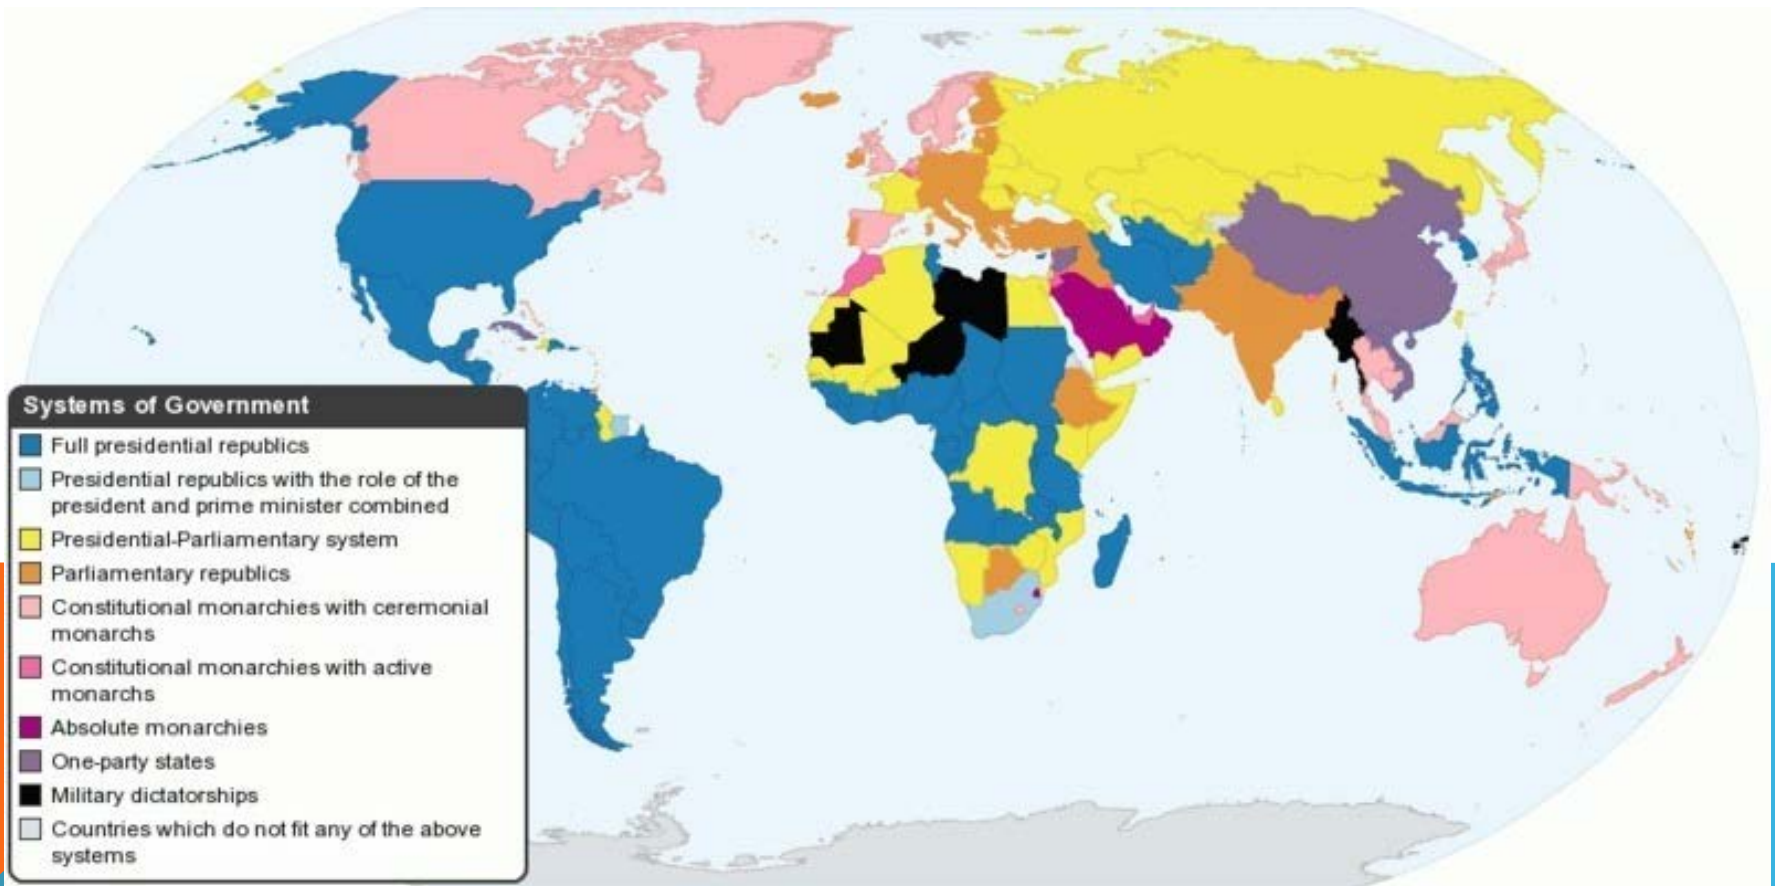 Systems of Government
Full presidential republics
Presidential republics with the role of the
president and prime minister combined
Presidential-Parliamentary system
Parliamentary republics
Constitutional monarchies with ceremonial
monarchs
Constitutional monarchies with active
monarchs
Absolute monarchies
One-party states
Military dictatorships
Countries which do not fit any of the above
systems